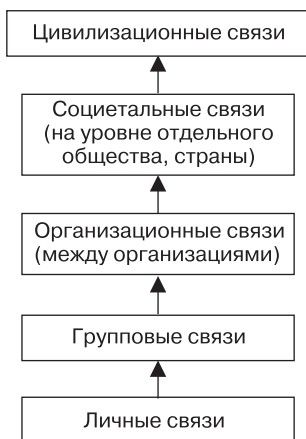 Цивилизационные связи
Социетальные связи
(на уровне отдельного
общества, страны)
Организационные связи
(между организациями)
Групповые связи
Личные связи